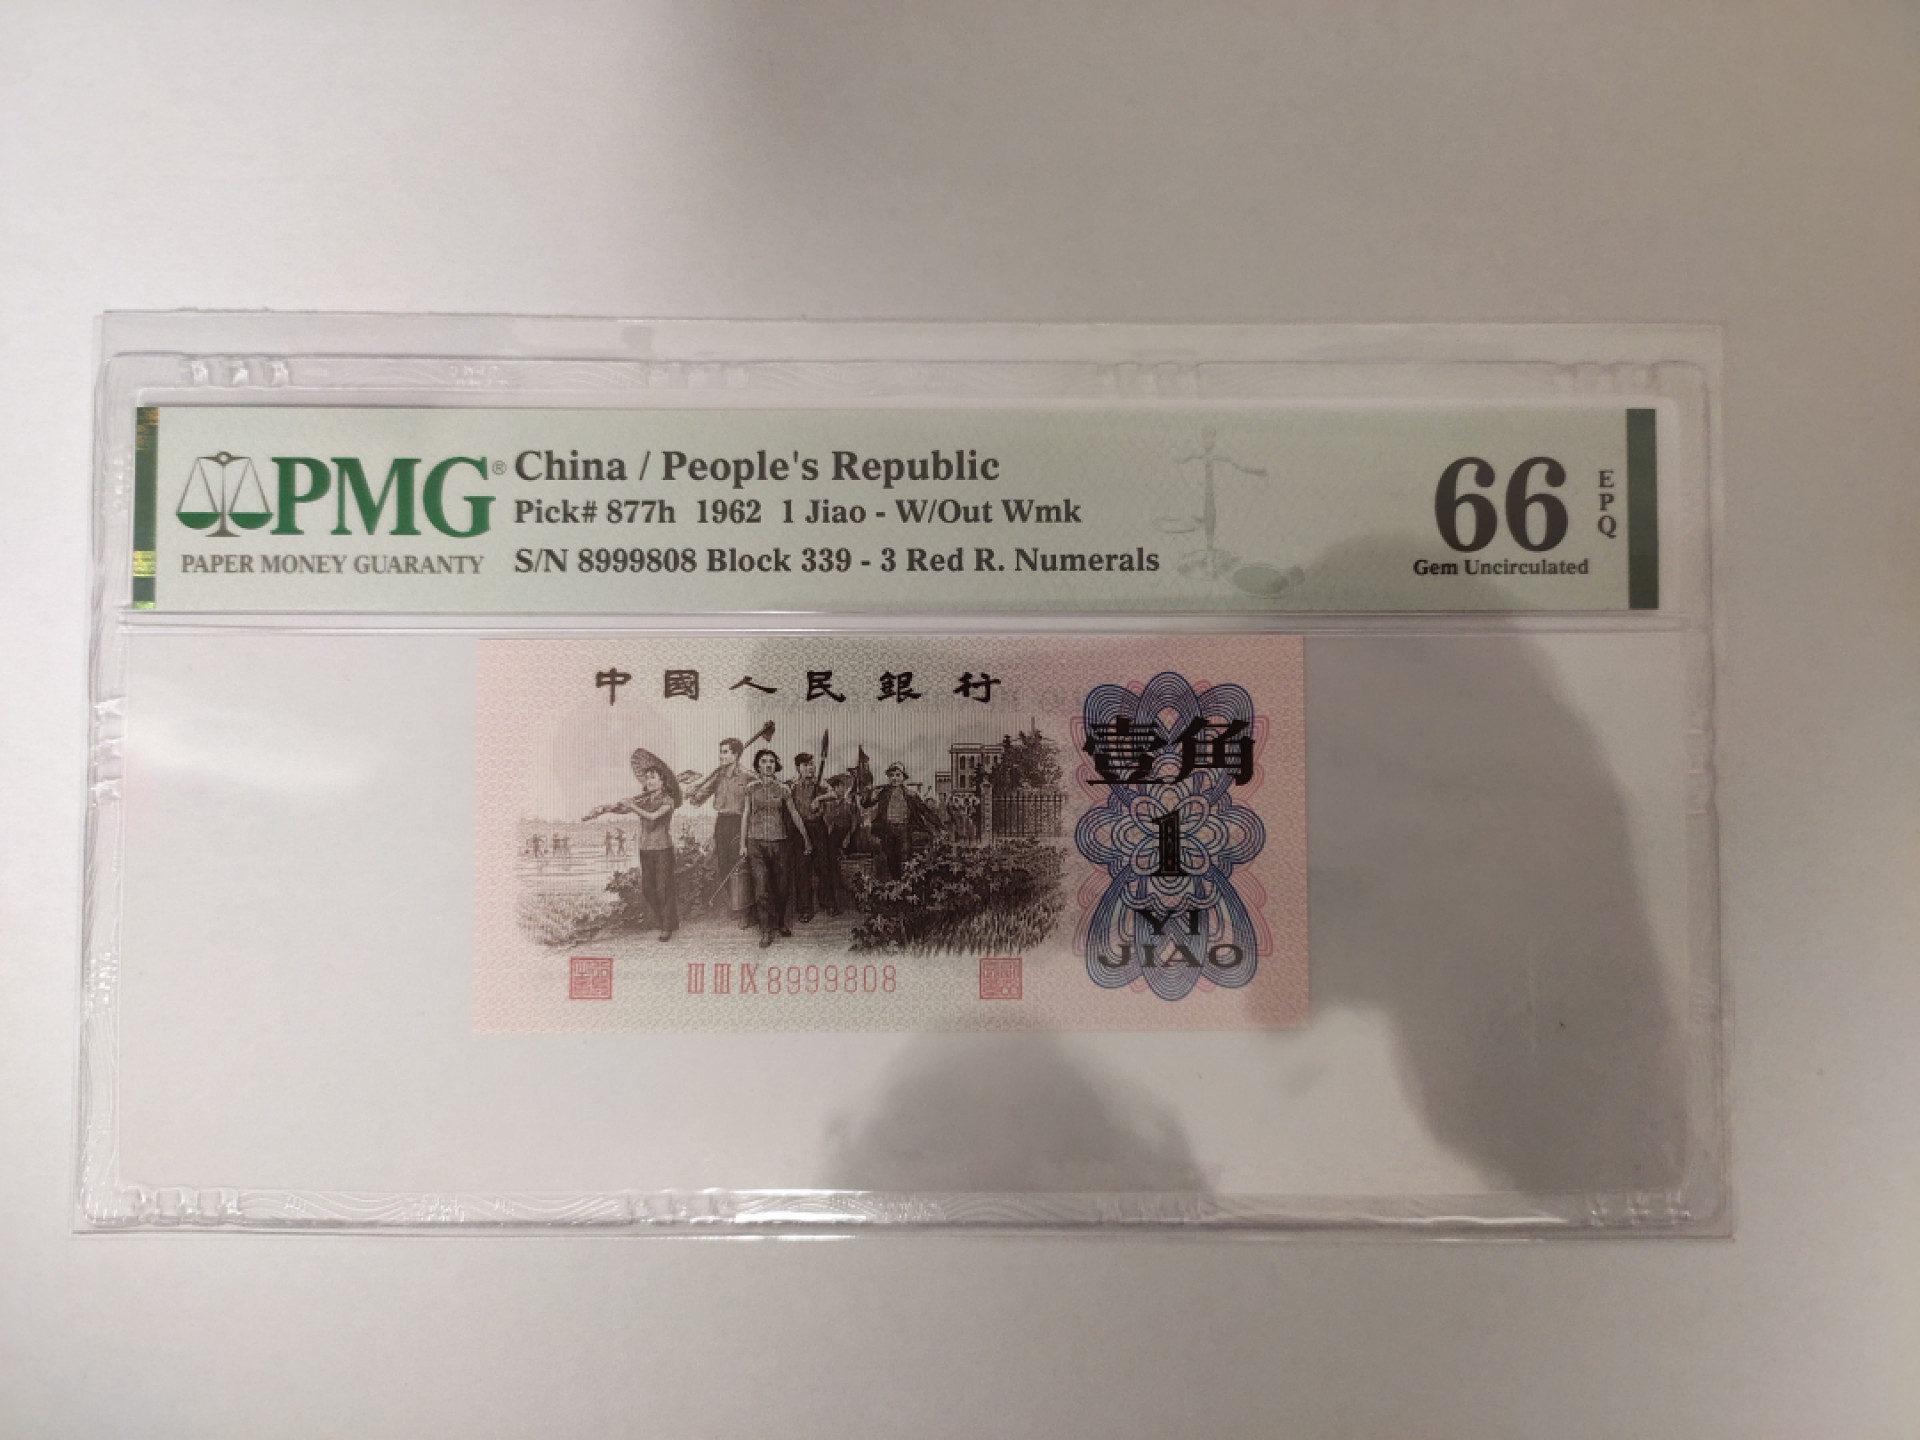 PMG®
PAPER MONEY GUARANTY
China / People's Republic
Pick# 877h 1962 1 Jiao - W/Out Wmk
S/N 8999808 Block 339 - 3 Red R. Numerals
66
EPQ
Gem Uncirculated
中國人民銀行
壹角
1
YI
JIAO
III III IX 8999808